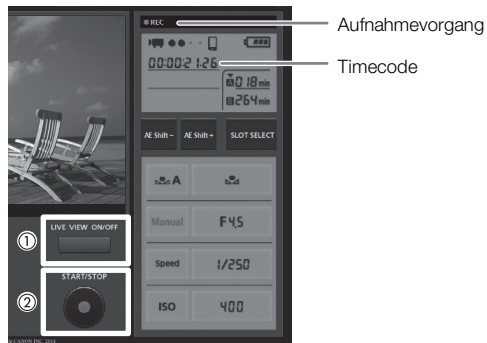 REC
Aufnahmevorgang
00:00:21:26
Timecode
A 018 min
B 264 min
AE Shift− AE Shift+ SLOT SELECT
A
Manual F4.5
Speed 1/250
ISO 400
① LIVE VIEW ON/OFF
② START/STOP
CANON INC. 2014